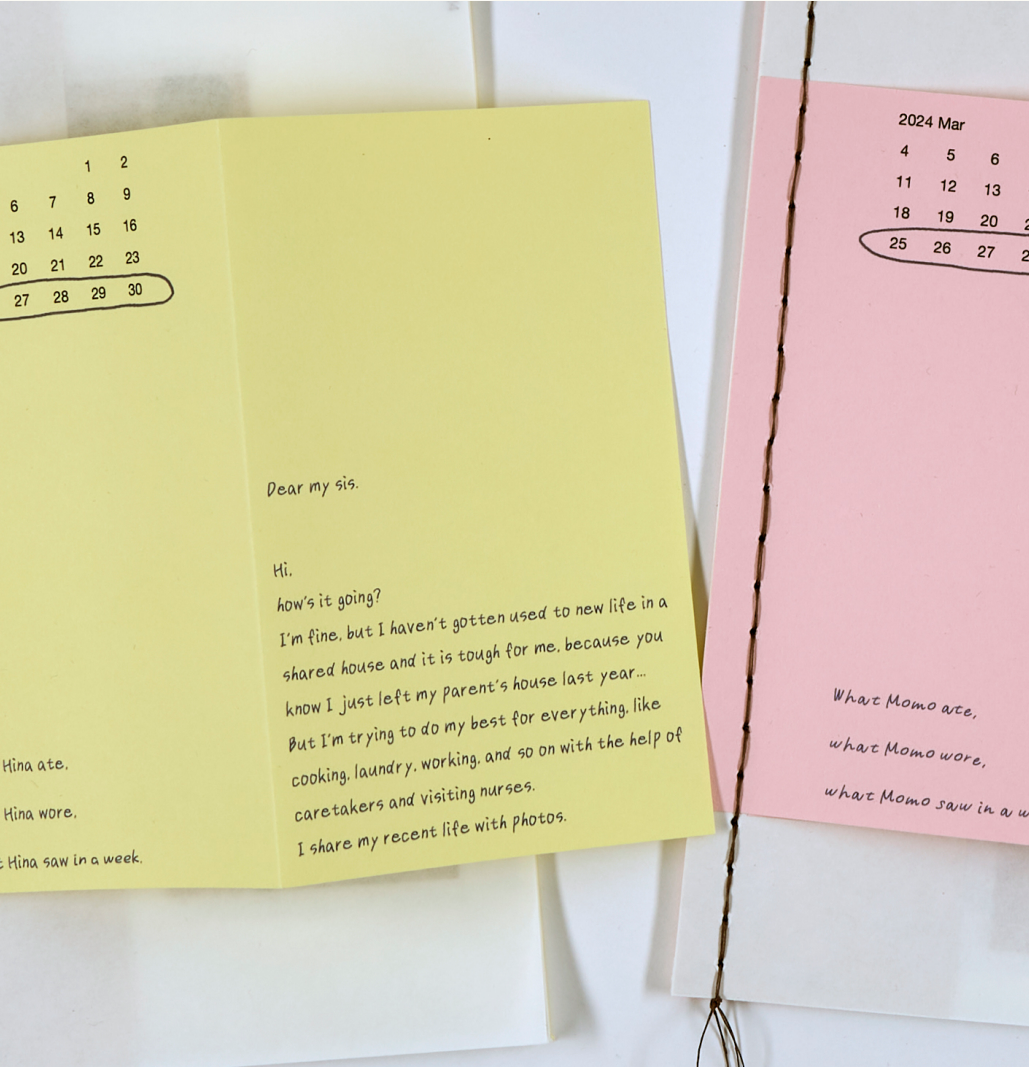 1 2
6 7 8 9
13 14 15 16
20 21 22 23
27 28 29 30
Hina ate,
Hina wore,
Hina saw in a week.
Dear my sis.
Hi,
how's it going?
I'm fine, but I haven't gotten used to new life in a
shared house and it is tough for me, because you
know I just left my parent's house last year...
But I'm trying to do my best for everything, like
cooking, laundry, working, and so on with the help of
caretakers and visiting nurses.
I share my recent life with photos.
2024 Mar
4 5 6
11 12 13
18 19 20
25 26 27
What Momo ate,
what Momo wore,
what Momo saw in a